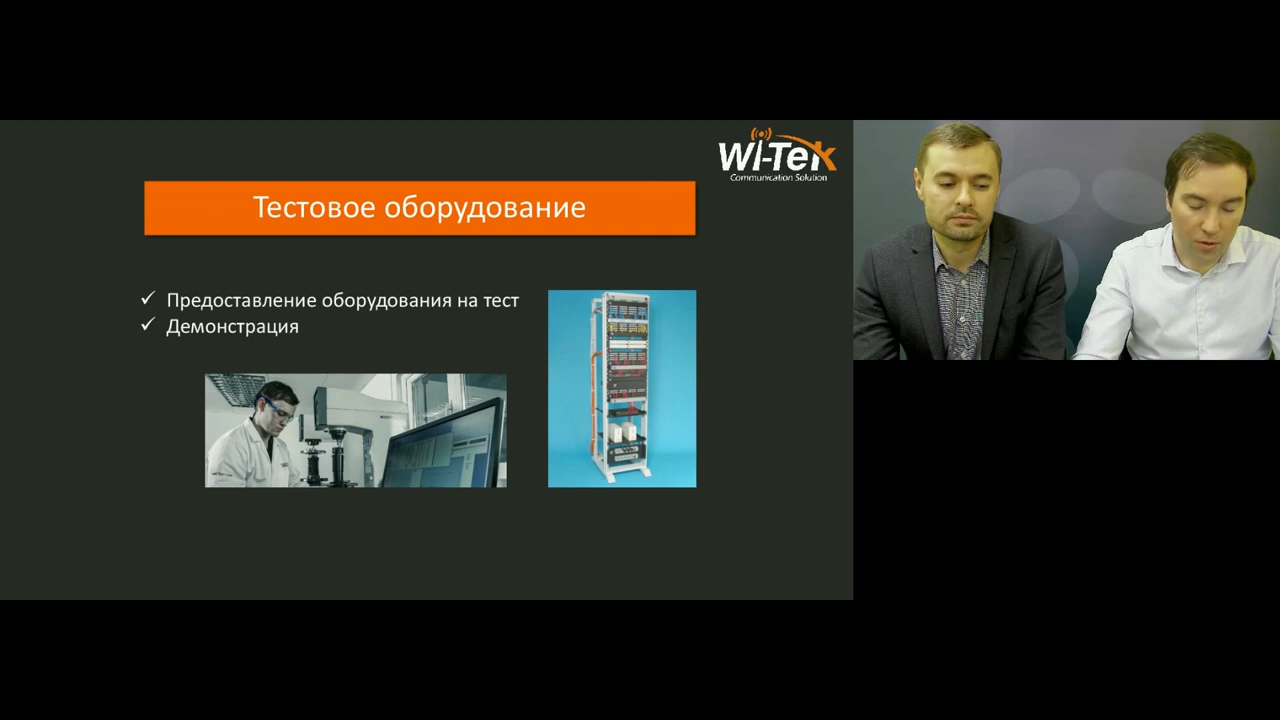 Wi-Tek
Communication Solution
Тестовое оборудование
Предоставление оборудования на тест
Демонстрация